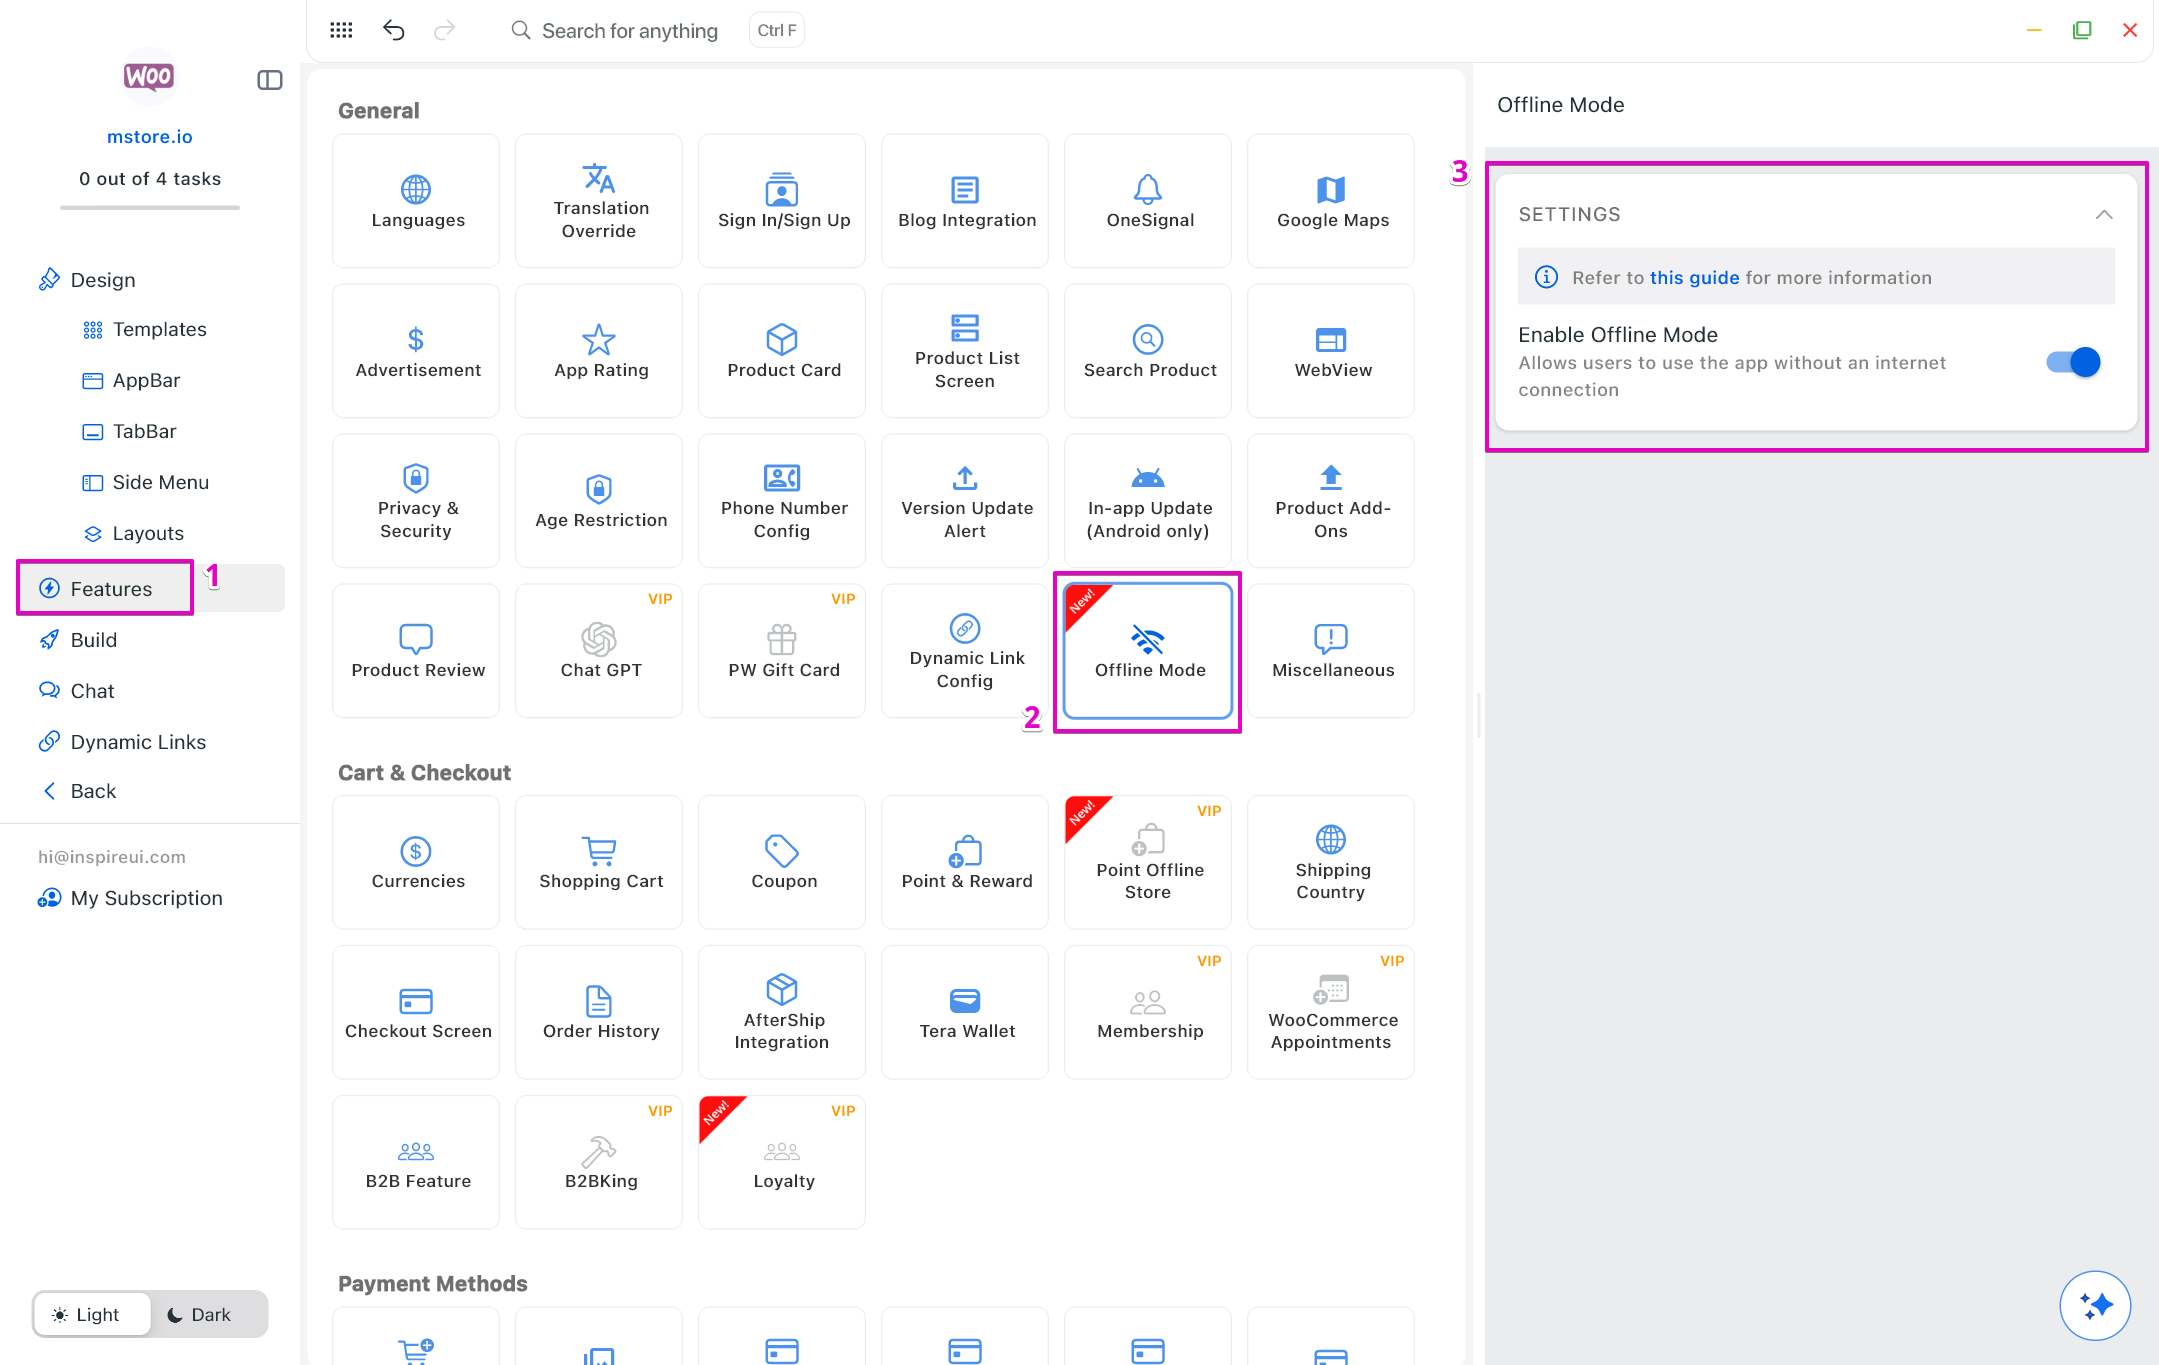 Search for anything
Ctrl F
WOO
mstore.io
0 out of 4 tasks
Design
Templates
AppBar
TabBar
Side Menu
Layouts
Features
1
Build
Chat
Dynamic Links
Back
hi@inspireui.com
My Subscription
Light
Dark
General
Languages
Translation
Override
Sign In/Sign Up
Blog Integration
OneSignal
Google Maps
Advertisement
App Rating
Product Card
Product List
Screen
Search Product
WebView
Privacy &
Security
Age Restriction
Phone Number
Config
Version Update
Alert
In-app Update
(Android only)
Product Add-
Ons
Product Review
VIP
Chat GPT
VIP
PW Gift Card
Dynamic Link
Config
2
New!
Offline Mode
Miscellaneous
Cart & Checkout
Currencies
Shopping Cart
Coupon
Point & Reward
New!
VIP
Point Offline
Store
Shipping
Country
Checkout Screen
Order History
AfterShip
Integration
Tera Wallet
VIP
Membership
VIP
WooCommerce
Appointments
B2B Feature
VIP
B2BKing
New!
VIP
Loyalty
Payment Methods
Offline Mode
3
SETTINGS
Refer to this guide for more information
Enable Offline Mode
Allows users to use the app without an internet
connection